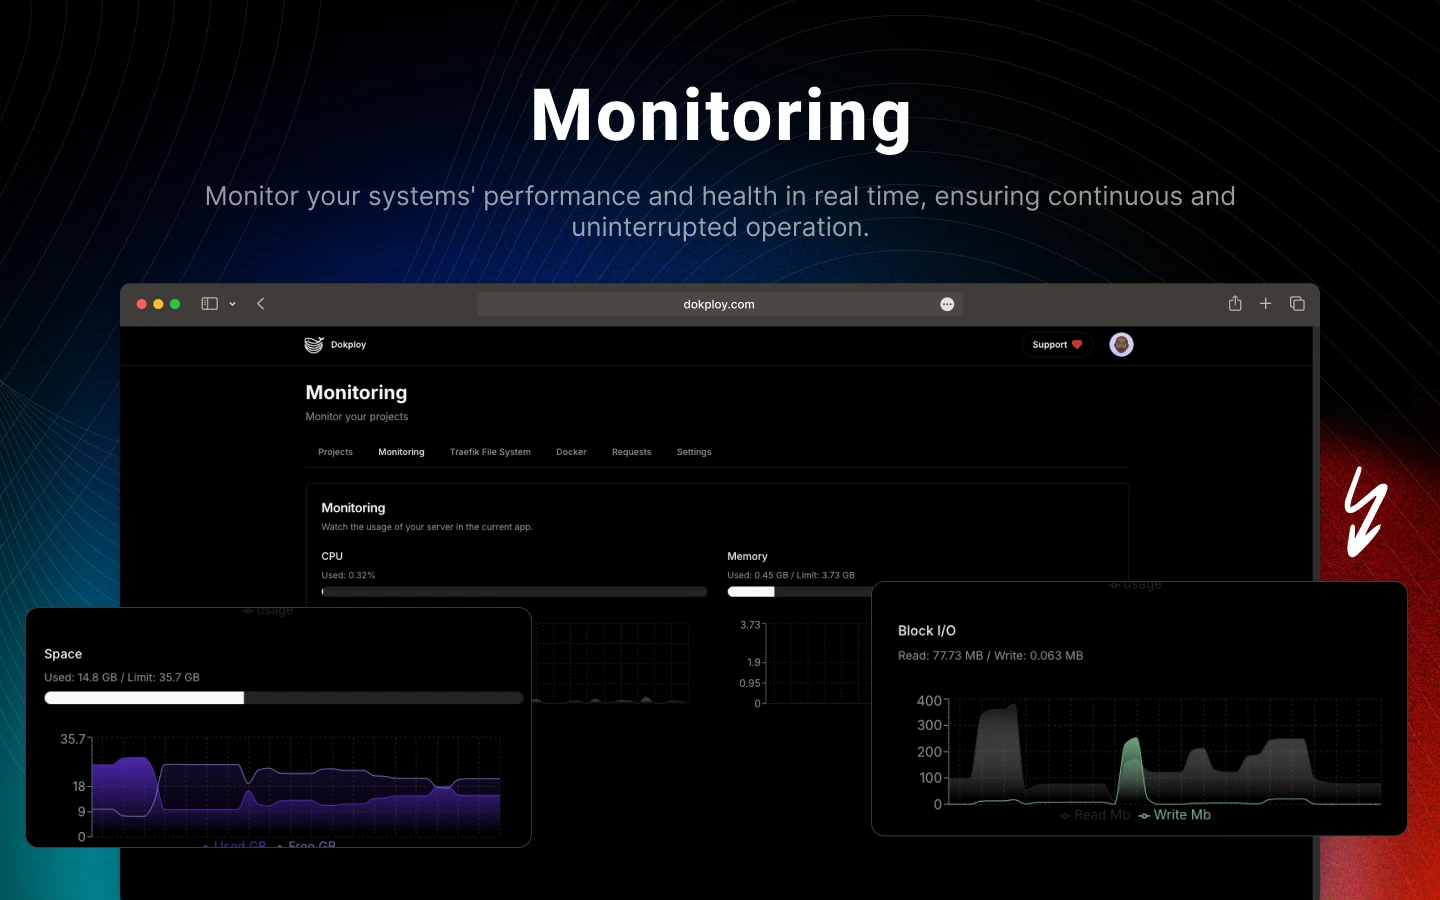 Monitoring
Monitor your systems' performance and health in real time, ensuring continuous and
uninterrupted operation.
dokploy.com
Dokploy
Support
Monitoring
Monitor your projects
Projects Monitoring Traefik File System Docker Requests Settings
Monitoring
Watch the usage of your server in the current app.
CPU
Used: 0.32%
Memory
Used: 0.45 GB / Limit: 3.73 GB
3.73
1.9
0.95
0
usage
Space
Used: 14.8 GB / Limit: 35.7 GB
35.7
18
9
0
Used GB Free GB
usage
Block I/O
Read: 77.73 MB / Write: 0.063 MB
400
300
200
100
0
Read Mb Write Mb